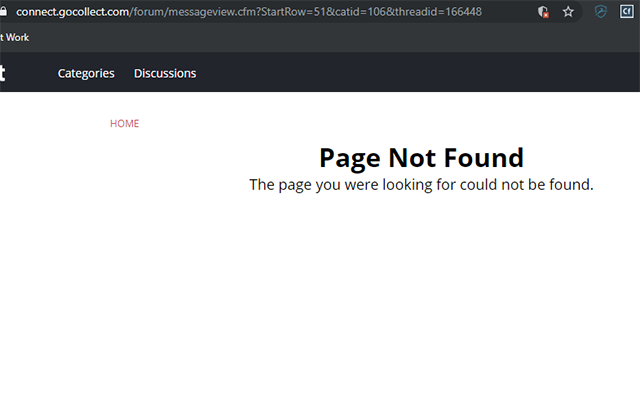 connect.gocollect.com/forum/messageview.cfm?StartRow=51&catid=106&threadid=166448
Cf
t Work
t Categories Discussions
HOME
Page Not Found
The page you were looking for could not be found.